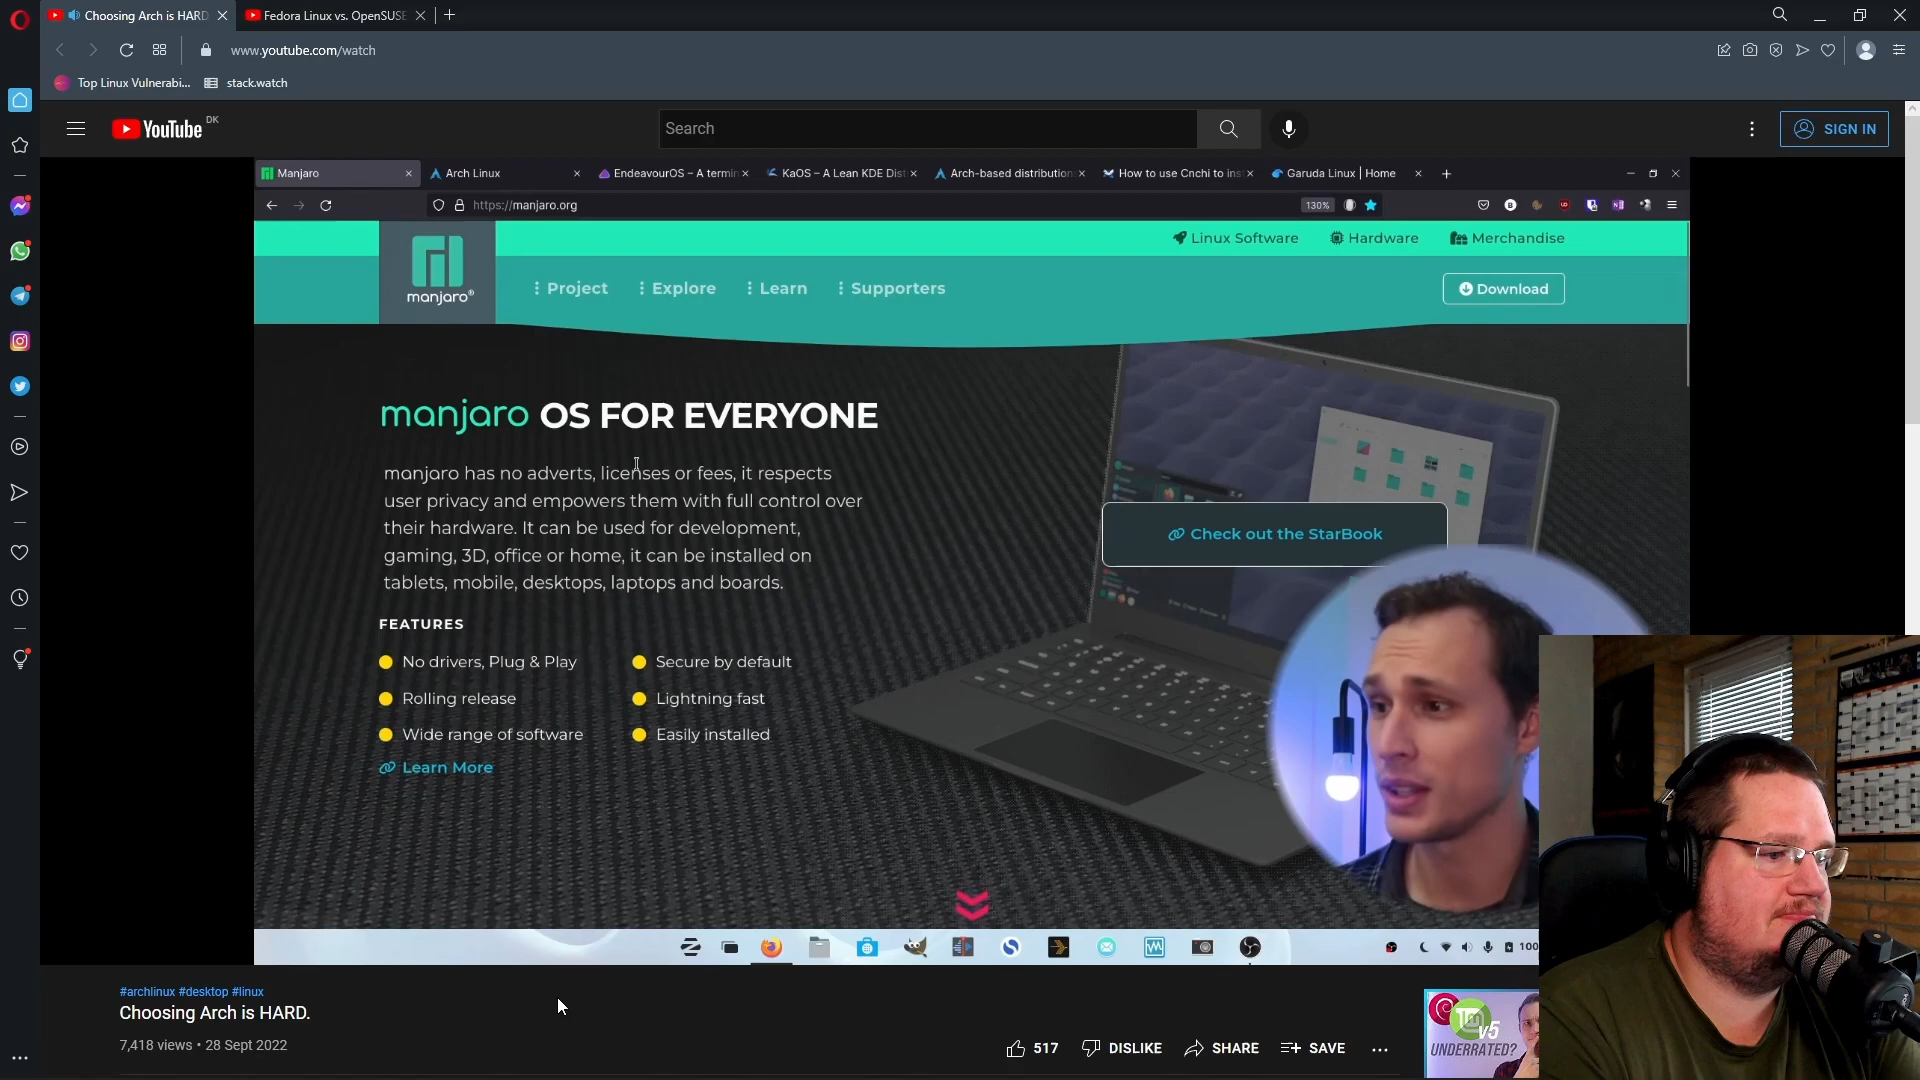 Choosing Arch is HARD
Fedora Linux vs. OpenSUSE
www.youtube.com/watch
Top Linux Vulnerabi...
stack.watch
YouTube DK
Search
SIGN IN
Manjaro
Arch Linux
EndeavourOS – A termin
KaOS – A Lean KDE Dist
Arch-based distribution
How to use Cnchi to ins
Garuda Linux | Home
https://manjaro.org
130%
Linux Software
Hardware
Merchandise
manjaro®
Project
Explore
Learn
Supporters
Download
manjaro OS FOR EVERYONE
manjaro has no adverts, licenses or fees, it respects
user privacy and empowers them with full control over
their hardware. It can be used for development,
gaming, 3D, office or home, it can be installed on
tablets, mobile, desktops, laptops and boards.
Check out the StarBook
FEATURES
No drivers, Plug & Play
Secure by default
Rolling release
Lightning fast
Wide range of software
Easily installed
Learn More
100
#archlinux #desktop #linux
Choosing Arch is HARD.
7,418 views • 28 Sept 2022
517
DISLIKE
SHARE
SAVE
v5
UNDERRATED?